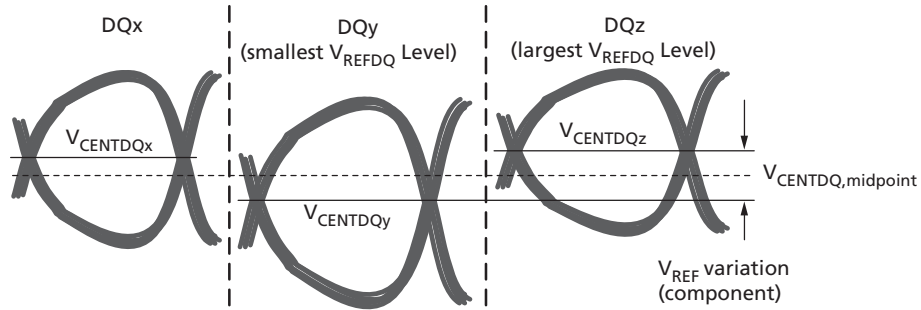 DQx
DQy
(smallest VREFDQ Level)
DQz
(largest VREFDQ Level)
VCENTDQx
VCENTDQz
VCENTDQ,midpoint
VCENTDQy
VREF variation
(component)